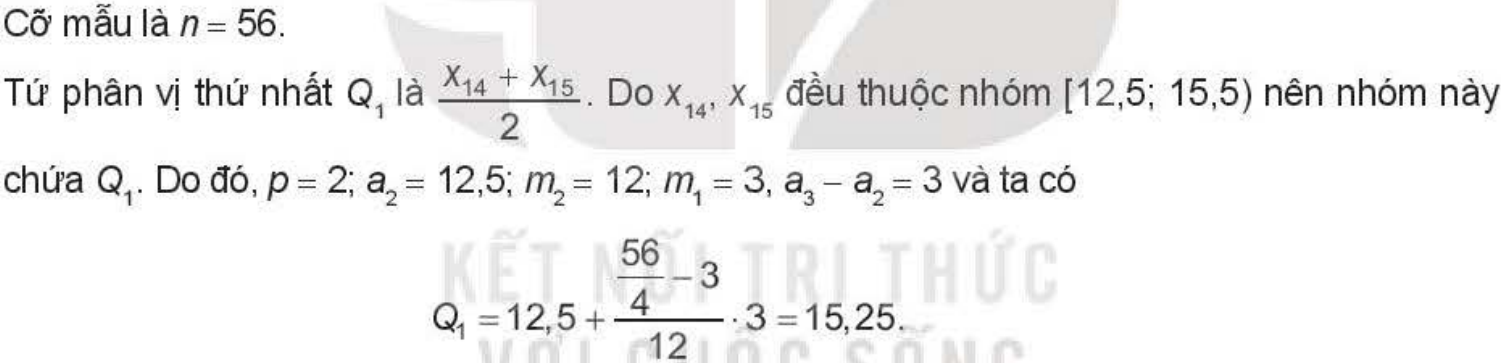 Cỡ mẫu là n = 56.
Tứ phân vị thứ nhất Q₁ là (x₁₄ + x₁₅)/2. Do x₁₄, x₁₅ đều thuộc nhóm [12,5; 15,5) nên nhóm này
chứa Q₁. Do đó, p = 2; a₂ = 12,5; m₂ = 12; m₁ = 3, a₃ – a₂ = 3 và ta có
KẾT NỐI TRI THỨC
Q₁ = 12,5 + (56/4 – 3)/12 · 3 = 15,25.
VỚI CUỘC SỐNG